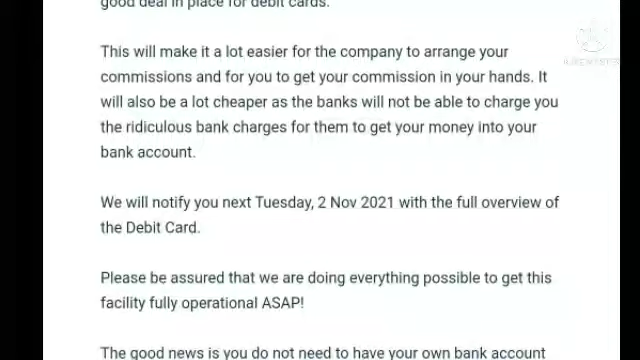 good deal in place for debit cards.
This will make it a lot easier for the company to arrange your
commissions and for you to get your commission in your hands. It
will also be a lot cheaper as the banks will not be able to charge you
the ridiculous bank charges for them to get your money into your
bank account.
We will notify you next Tuesday, 2 Nov 2021 with the full overview of
the Debit Card.
Please be assured that we are doing everything possible to get this
facility fully operational ASAP!
The good news is you do not need to have your own bank account